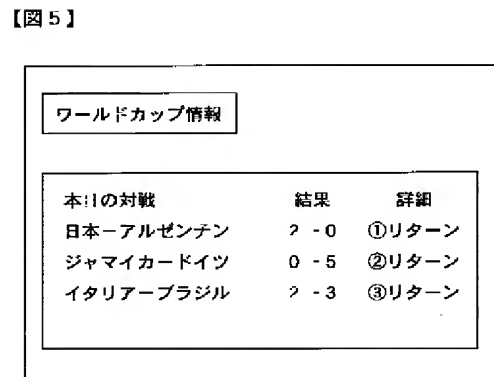 【図5】
ワールドカップ情報
本日の対戦 結果 詳細
日本-アルゼンチン 2 - 0 ①リターン
ジャマイカ-ドイツ 0 - 5 ②リターン
イタリア-ブラジル 2 - 3 ③リターン